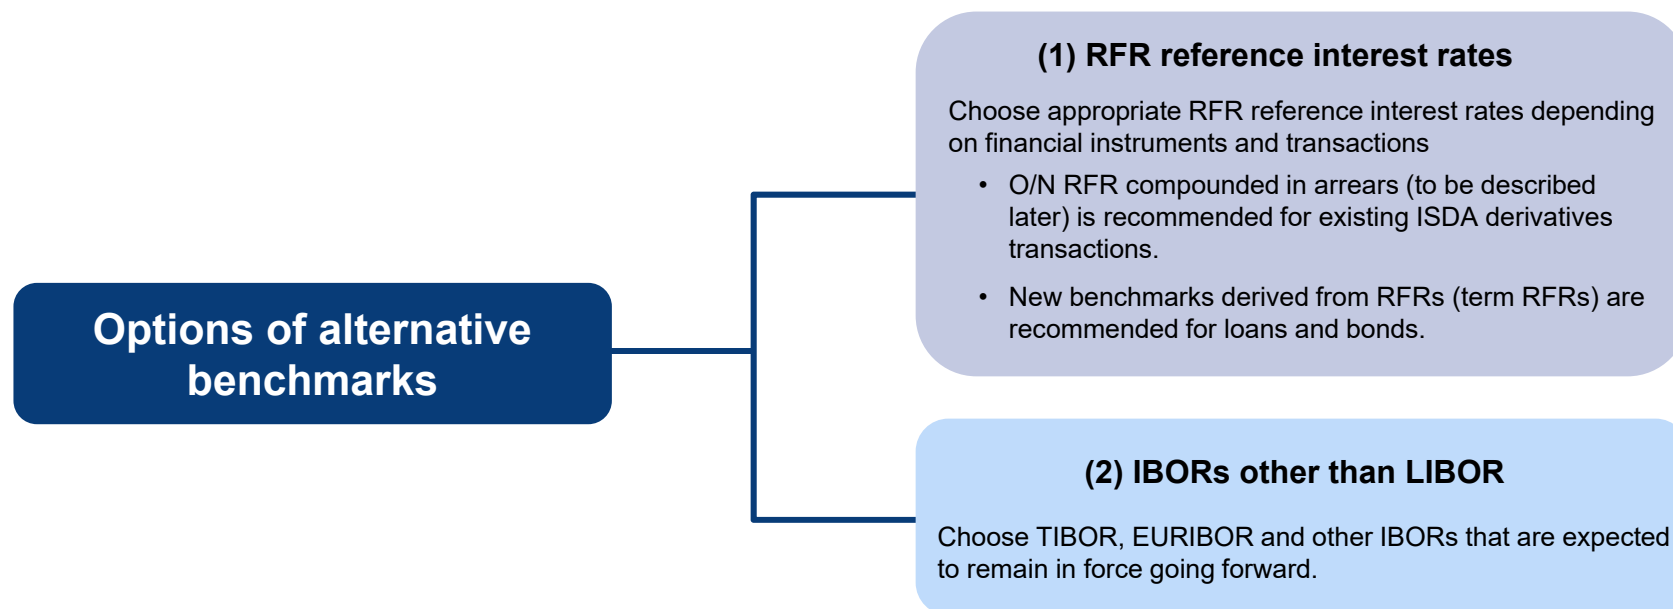 Options of alternative
benchmarks
(1) RFR reference interest rates
Choose appropriate RFR reference interest rates depending
on financial instruments and transactions
• O/N RFR compounded in arrears (to be described
later) is recommended for existing ISDA derivatives
transactions.
• New benchmarks derived from RFRs (term RFRs) are
recommended for loans and bonds.
(2) IBORs other than LIBOR
Choose TIBOR, EURIBOR and other IBORs that are expected
to remain in force going forward.